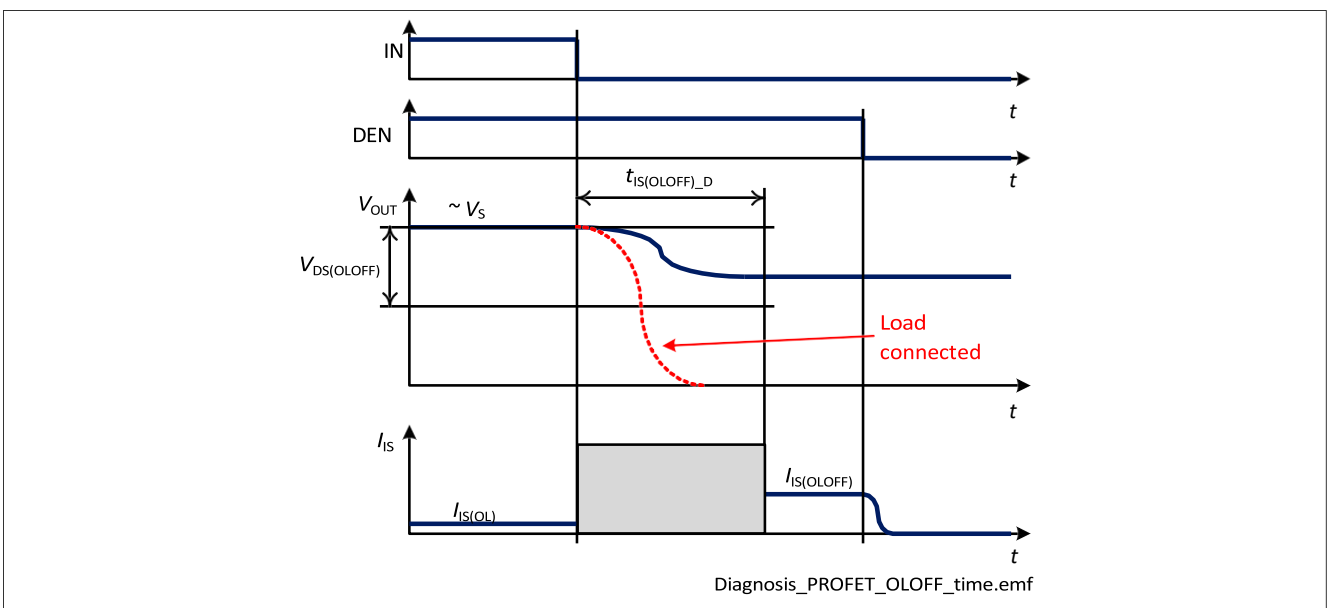 IN
t
DEN
t
tIS(OLOFF)_D
VOUT
~ VS
VDS(OLOFF)
Load
connected
t
IIS
IIS(OLOFF)
IIS(OL)
t
Diagnosis_PROFET_OLOFF_time.emf